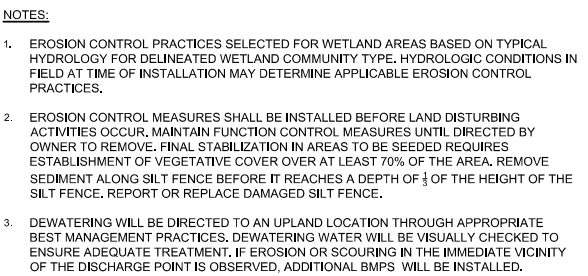 NOTES:
1. EROSION CONTROL PRACTICES SELECTED FOR WETLAND AREAS BASED ON TYPICAL
HYDROLOGY FOR DELINEATED WETLAND COMMUNITY TYPE. HYDROLOGIC CONDITIONS IN
FIELD AT TIME OF INSTALLATION MAY DETERMINE APPLICABLE EROSION CONTROL
PRACTICES.
2. EROSION CONTROL MEASURES SHALL BE INSTALLED BEFORE LAND DISTURBING
ACTIVITIES OCCUR. MAINTAIN FUNCTION CONTROL MEASURES UNTIL DIRECTED BY
OWNER TO REMOVE. FINAL STABILIZATION IN AREAS TO BE SEEDED REQUIRES
ESTABLISHMENT OF VEGETATIVE COVER OVER AT LEAST 70% OF THE AREA. REMOVE
SEDIMENT ALONG SILT FENCE BEFORE IT REACHES A DEPTH OF ⅓ OF THE HEIGHT OF THE
SILT FENCE. REPORT OR REPLACE DAMAGED SILT FENCE.
3. DEWATERING WILL BE DIRECTED TO AN UPLAND LOCATION THROUGH APPROPRIATE
BEST MANAGEMENT PRACTICES. DEWATERING WATER WILL BE VISUALLY CHECKED TO
ENSURE ADEQUATE TREATMENT. IF EROSION OR SCOURING IN THE IMMEDIATE VICINITY
OF THE DISCHARGE POINT IS OBSERVED, ADDITIONAL BMPS WILL BE INSTALLED.